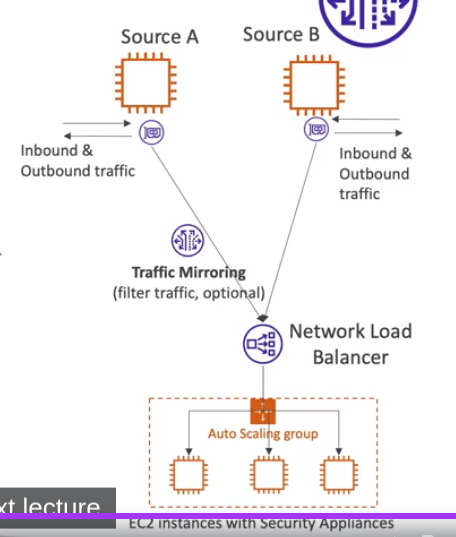 Source A
Source B
Inbound &
Outbound traffic
Inbound &
Outbound
traffic
Traffic Mirroring
(filter traffic, optional)
Network Load
Balancer
Auto Scaling group
xt lecture
EC2 instances with Security Appliances